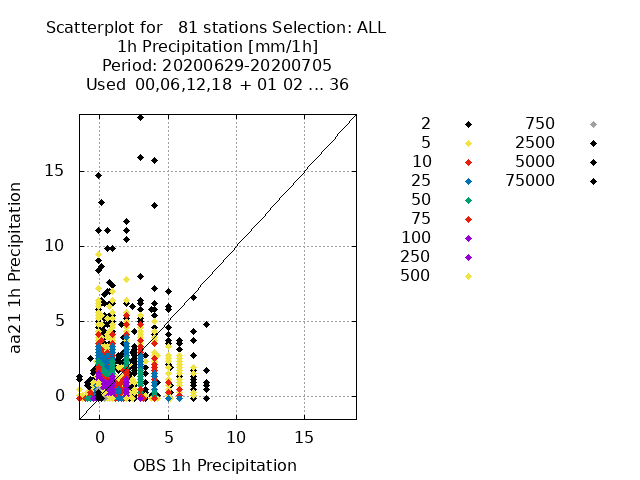 Scatterplot for   81 stations Selection: ALL
1h Precipitation [mm/1h]
Period: 20200629-20200705
Used  00,06,12,18 + 01 02 ... 36
aa21 1h Precipitation
15
10
5
0
0 5 10 15
OBS 1h Precipitation
2
5
10
25
50
75
100
250
500
750
2500
5000
75000